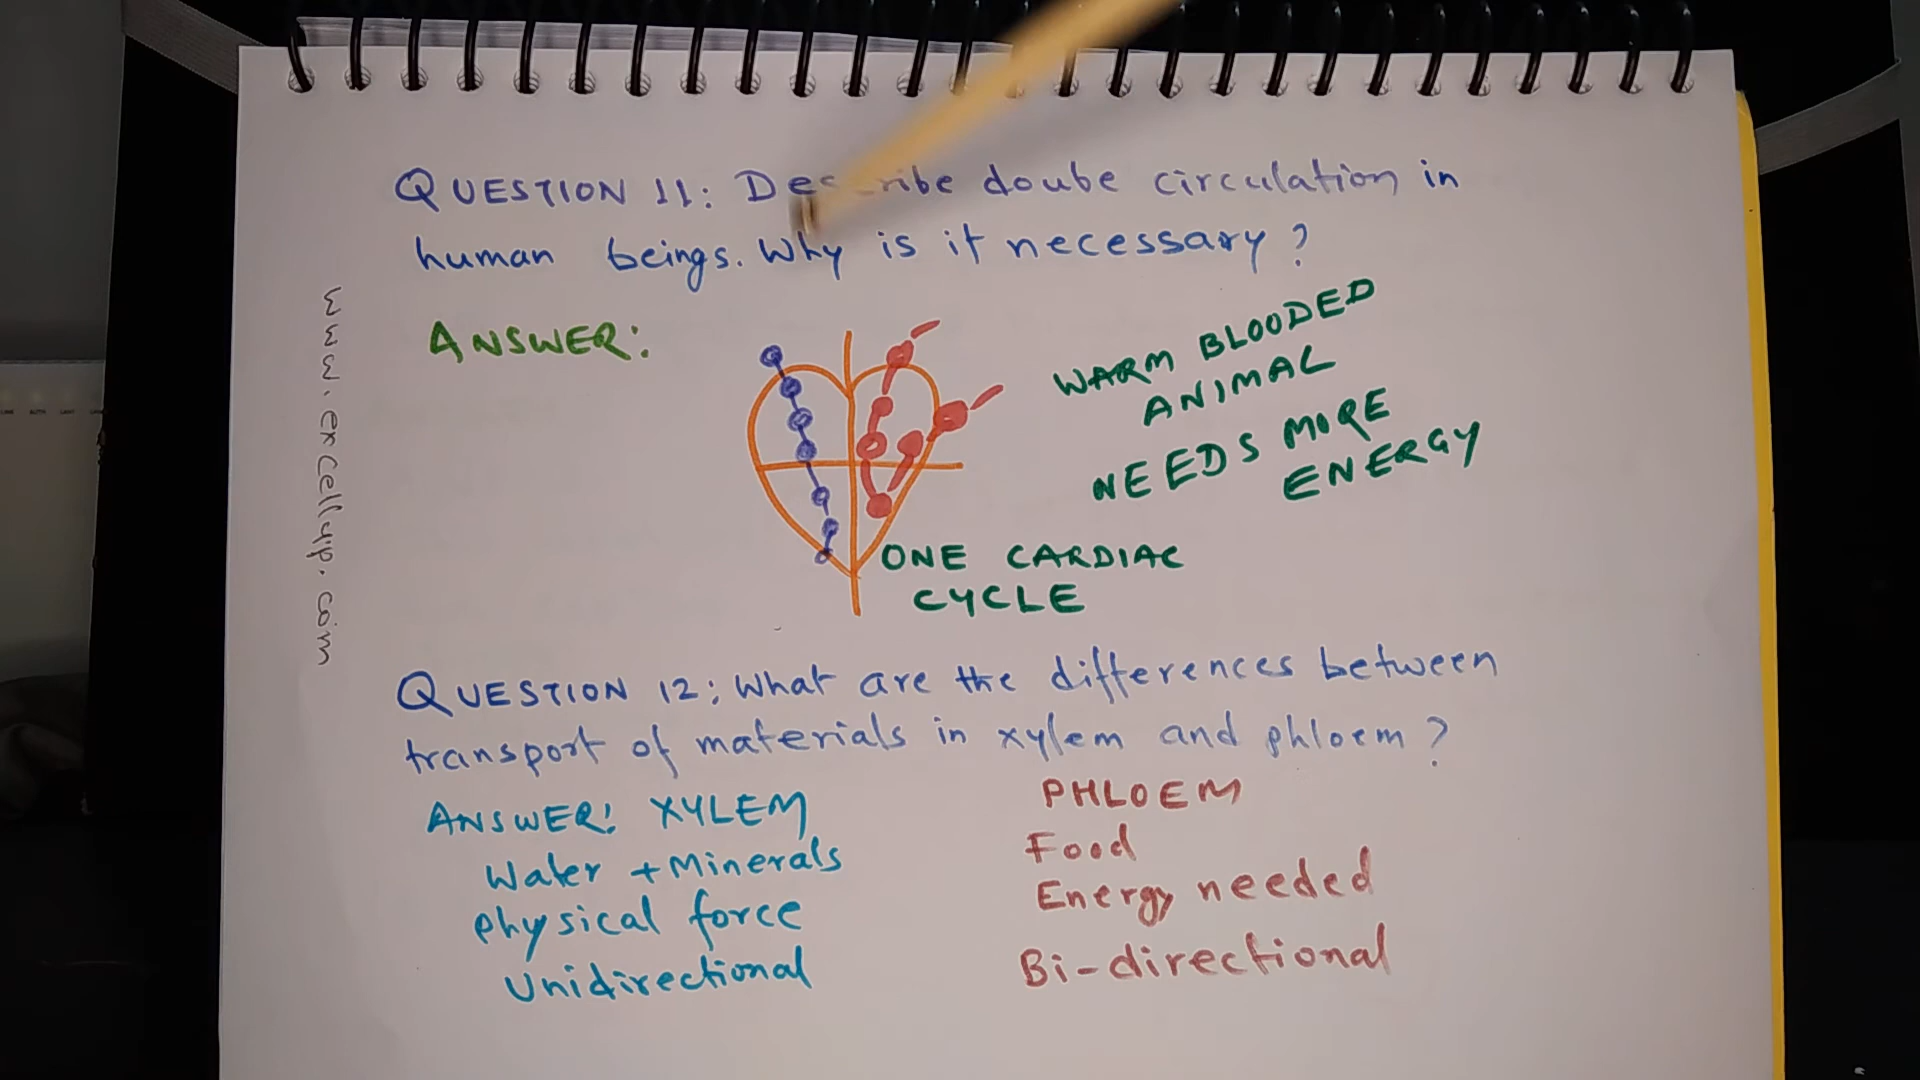 QUESTION 11: Describe doube circulation in
human beings. Why is it necessary?
ANSWER:
WARM BLOODED
ANIMAL
NEEDS MORE
ENERGY
ONE CARDIAC
CYCLE
www.excellup.com
QUESTION 12: What are the differences between
transport of materials in xylem and phloem?
ANSWER: XYLEM
Water + Minerals
Physical force
Unidirectional
PHLOEM
Food
Energy needed
Bi-directional